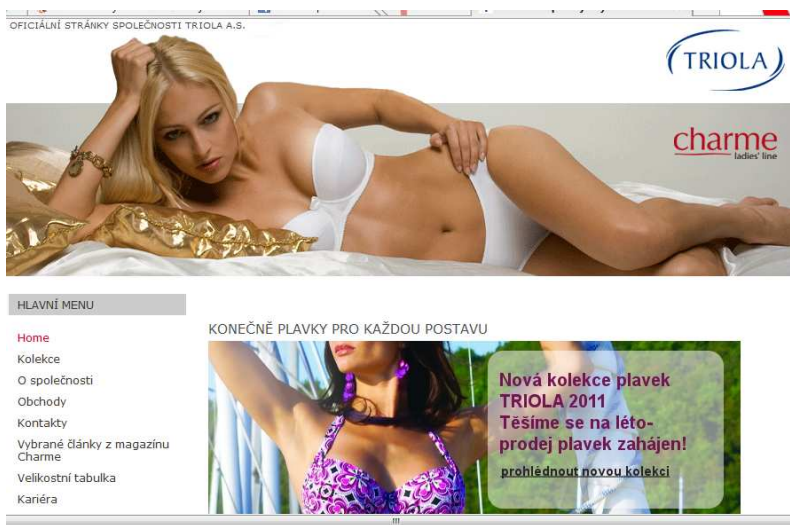 OFICIÁLNÍ STRÁNKY SPOLEČNOSTI TRIOLA A.S.
TRIOLA
charme
ladies' line
HLAVNÍ MENU
Home
Kolekce
O společnosti
Obchody
Kontakty
Vybrané články z magazínu
Charme
Velikostní tabulka
Kariéra
KONEČNĚ PLAVKY PRO KAŽDOU POSTAVU
Nová kolekce plavek
TRIOLA 2011
Těšíme se na léto-
prodej plavek zahájen!
prohlédnout novou kolekci